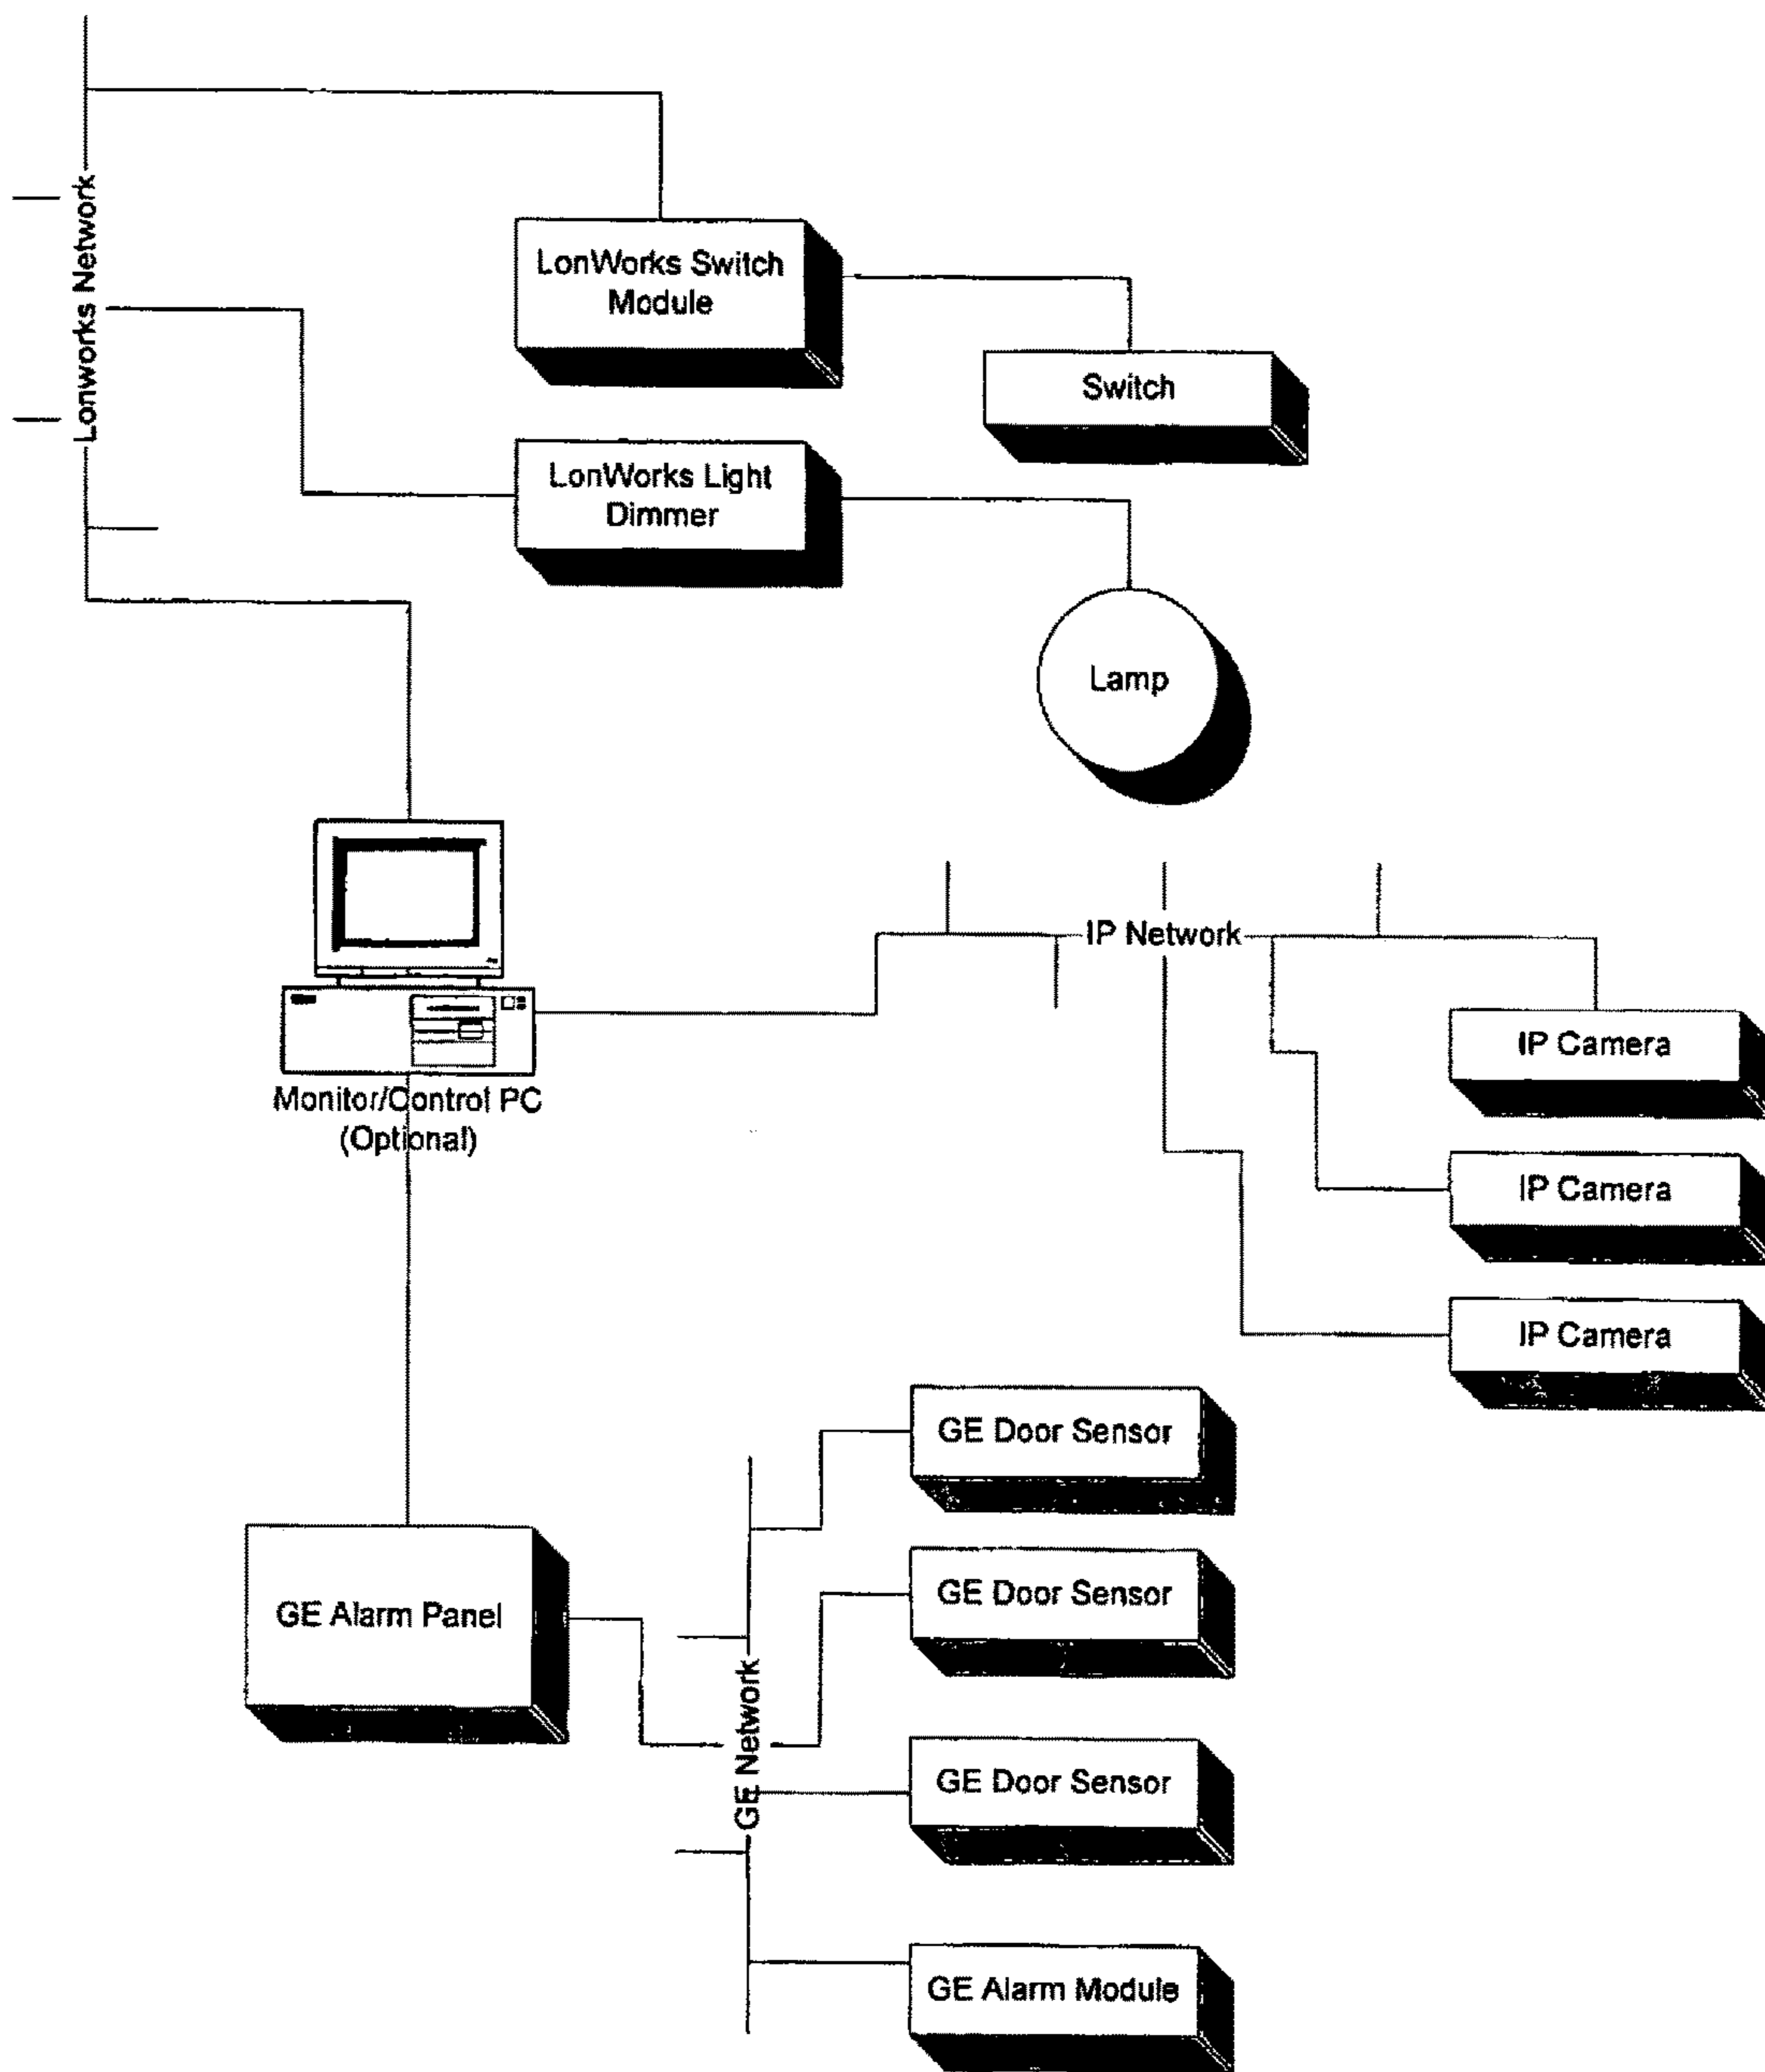 Lonworks Network
LonWorks Switch
Module
Switch
LonWorks Light
Dimmer
Lamp
IP Network
IP Camera
Monitor/Control PC
(Optional)
IP Camera
IP Camera
GE Door Sensor
GE Door Sensor
GE Alarm Panel
GE Network
GE Door Sensor
GE Alarm Module